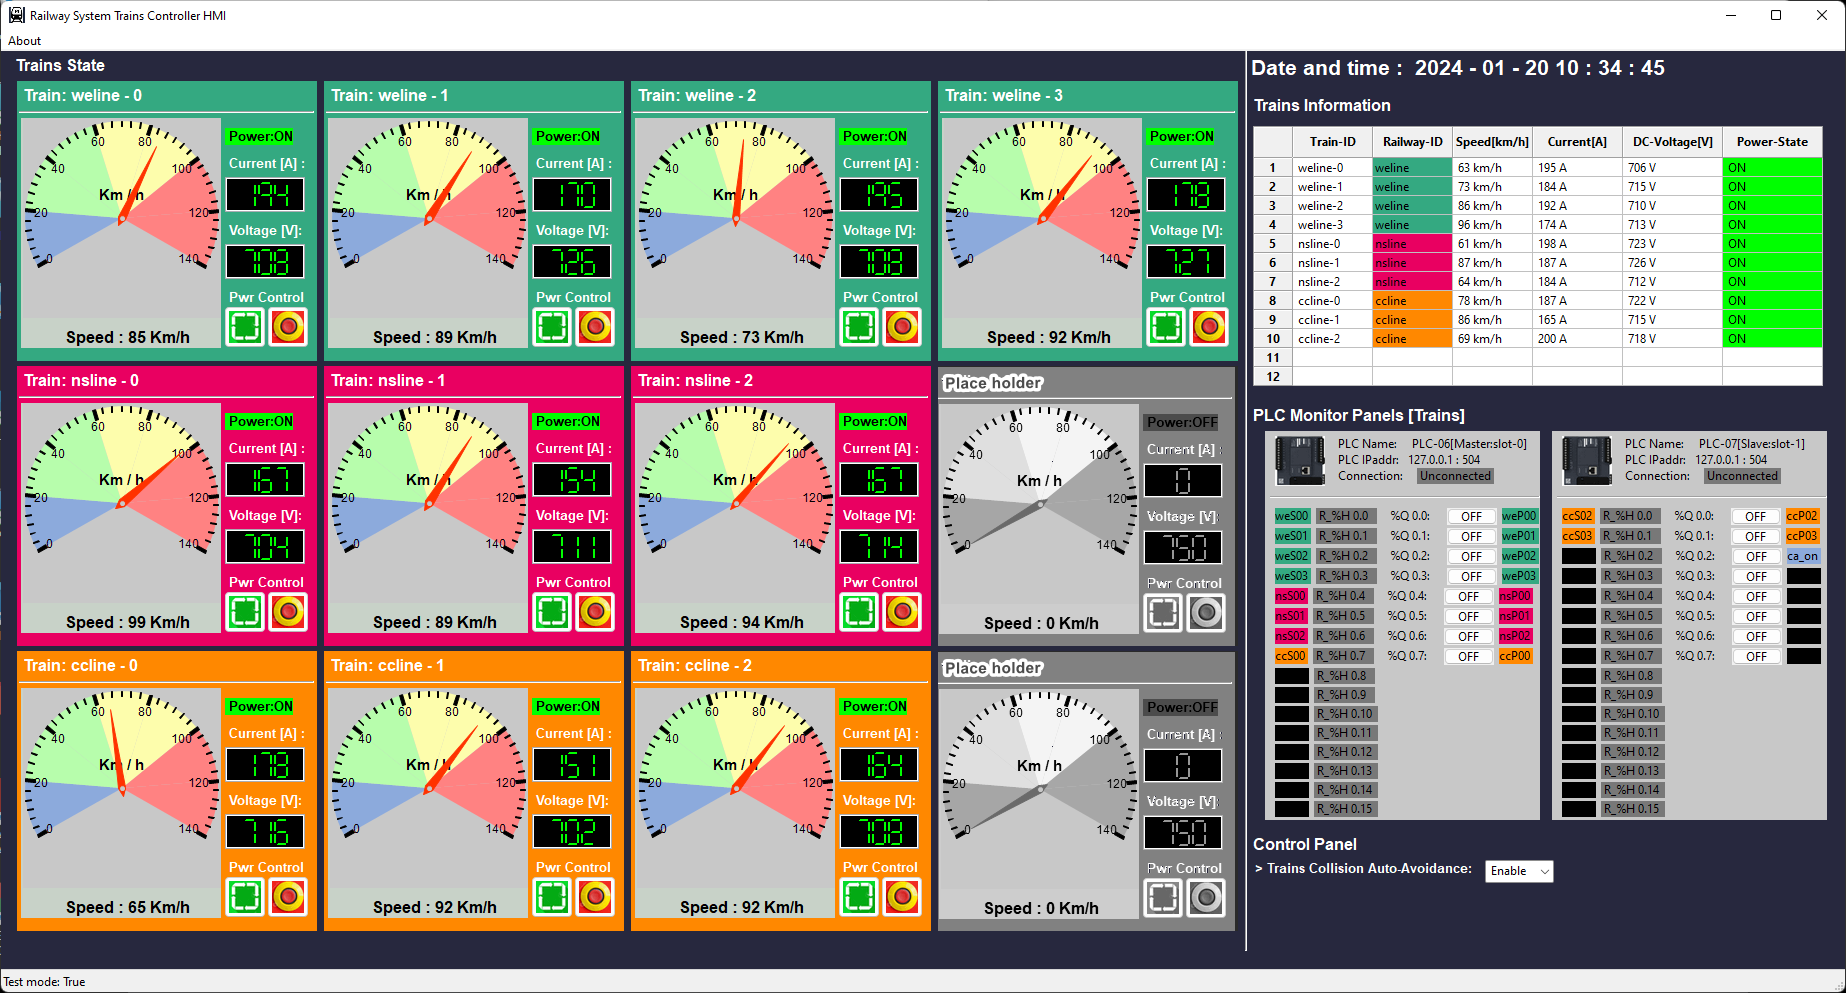 Railway System Trains Controller HMI
About
Trains State
Train: weline - 0
80
60
100
40
Km / h
20
120
0
140
Power:ON
Current [A] :
194
Voltage [V]:
708
Pwr Control
Speed : 85 Km/h
Train: weline - 1
80
60
100
40
Km / h
20
120
0
140
Power:ON
Current [A] :
170
Voltage [V]:
726
Pwr Control
Speed : 89 Km/h
Train: weline - 2
80
60
100
40
Km / h
20
120
0
140
Power:ON
Current [A] :
195
Voltage [V]:
708
Pwr Control
Speed : 73 Km/h
Train: weline - 3
80
60
100
40
Km / h
20
120
0
140
Power:ON
Current [A] :
178
Voltage [V]:
727
Pwr Control
Speed : 92 Km/h
Train: nsline - 0
80
60
100
40
Km / h
20
120
0
140
Power:ON
Current [A] :
167
Voltage [V]:
704
Pwr Control
Speed : 99 Km/h
Train: nsline - 1
80
60
100
40
Km / h
20
120
0
140
Power:ON
Current [A] :
154
Voltage [V]:
711
Pwr Control
Speed : 89 Km/h
Train: nsline - 2
80
60
100
40
Km / h
20
120
0
140
Power:ON
Current [A] :
167
Voltage [V]:
714
Pwr Control
Speed : 94 Km/h
Place holder
80
60
100
40
Km / h
20
120
0
140
Power:OFF
Current [A] :
0
Voltage [V]:
750
Pwr Control
Speed : 0 Km/h
Train: ccline - 0
80
60
100
40
Km / h
20
120
0
140
Power:ON
Current [A] :
178
Voltage [V]:
716
Pwr Control
Speed : 65 Km/h
Train: ccline - 1
80
60
100
40
Km / h
20
120
0
140
Power:ON
Current [A] :
151
Voltage [V]:
702
Pwr Control
Speed : 92 Km/h
Train: ccline - 2
80
60
100
40
Km / h
20
120
0
140
Power:ON
Current [A] :
164
Voltage [V]:
708
Pwr Control
Speed : 92 Km/h
Place holder
80
60
100
40
Km / h
20
120
0
140
Power:OFF
Current [A] :
0
Voltage [V]:
750
Pwr Control
Speed : 0 Km/h
Date and time : 2024 - 01 - 20 10 : 34 : 45
Trains Information
Train-ID Railway-ID Speed[km/h] Current[A] DC-Voltage[V] Power-State
1 weline-0 weline 63 km/h 195 A 706 V ON
2 weline-1 weline 73 km/h 184 A 715 V ON
3 weline-2 weline 86 km/h 192 A 710 V ON
4 weline-3 weline 96 km/h 174 A 713 V ON
5 nsline-0 nsline 61 km/h 198 A 723 V ON
6 nsline-1 nsline 87 km/h 187 A 726 V ON
7 nsline-2 nsline 64 km/h 184 A 712 V ON
8 ccline-0 ccline 78 km/h 187 A 722 V ON
9 ccline-1 ccline 86 km/h 165 A 715 V ON
10 ccline-2 ccline 69 km/h 200 A 718 V ON
11
12
PLC Monitor Panels [Trains]
PLC Name: PLC-06[Master:slot-0]
PLC IPaddr: 127.0.0.1 : 504
Connection: Unconnected
weS00 R_%H 0.0 %Q 0.0: OFF weP00
weS01 R_%H 0.1 %Q 0.1: OFF weP01
weS02 R_%H 0.2 %Q 0.2: OFF weP02
weS03 R_%H 0.3 %Q 0.3: OFF weP03
nsS00 R_%H 0.4 %Q 0.4: OFF nsP00
nsS01 R_%H 0.5 %Q 0.5: OFF nsP01
nsS02 R_%H 0.6 %Q 0.6: OFF nsP02
ccS00 R_%H 0.7 %Q 0.7: OFF ccP00
R_%H 0.8
R_%H 0.9
R_%H 0.10
R_%H 0.11
R_%H 0.12
R_%H 0.13
R_%H 0.14
R_%H 0.15
PLC Name: PLC-07[Slave:slot-1]
PLC IPaddr: 127.0.0.1 : 504
Connection: Unconnected
ccS02 R_%H 0.0 %Q 0.0: OFF ccP02
ccS03 R_%H 0.1 %Q 0.1: OFF ccP03
R_%H 0.2 %Q 0.2: OFF ca_on
R_%H 0.3 %Q 0.3: OFF
R_%H 0.4 %Q 0.4: OFF
R_%H 0.5 %Q 0.5: OFF
R_%H 0.6 %Q 0.6: OFF
R_%H 0.7 %Q 0.7: OFF
R_%H 0.8
R_%H 0.9
R_%H 0.10
R_%H 0.11
R_%H 0.12
R_%H 0.13
R_%H 0.14
R_%H 0.15
Control Panel
> Trains Collision Auto-Avoidance: Enable
Test mode: True